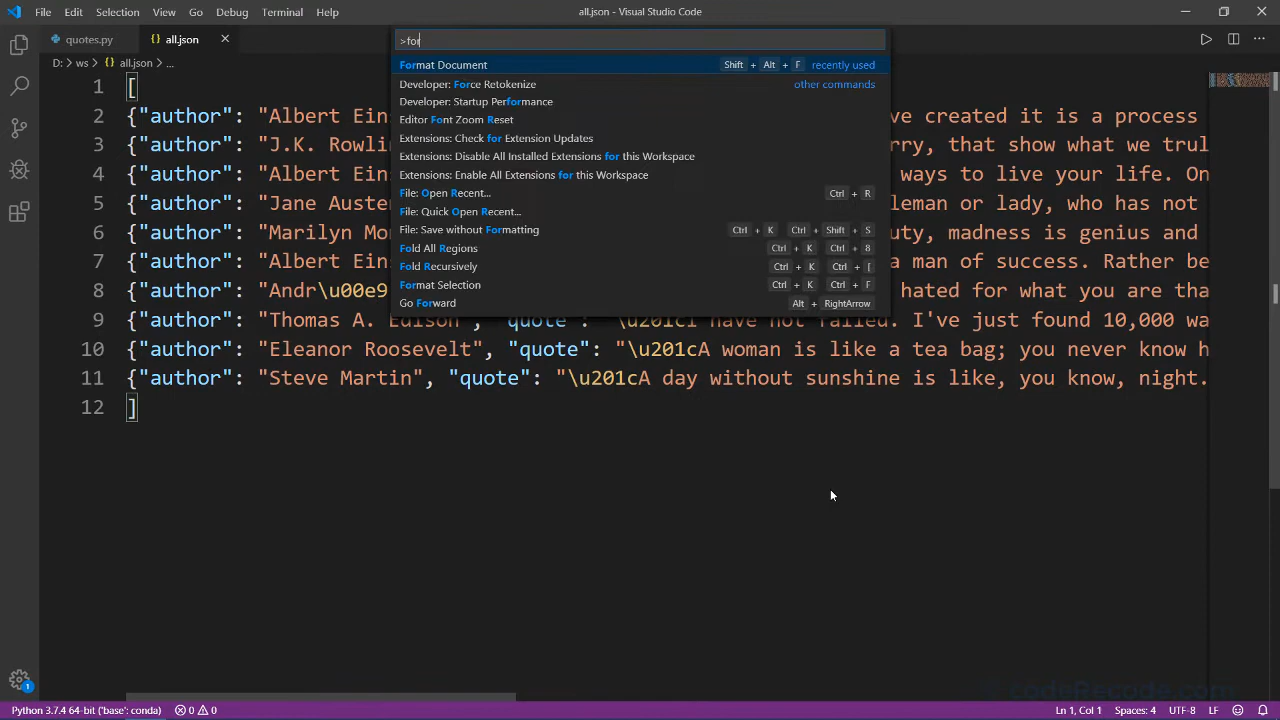 File Edit Selection View Go Debug Terminal Help all.json - Visual Studio Code
quotes.py all.json
>for
D: > ws > all.json > ...
Format Document Shift + Alt + F recently used
Developer: Force Retokenize other commands
Developer: Startup Performance
Editor Font Zoom Reset
Extensions: Check for Extension Updates
Extensions: Disable All Installed Extensions for this Workspace
Extensions: Enable All Extensions for this Workspace
File: Open Recent... Ctrl + R
File: Quick Open Recent...
File: Save without Formatting Ctrl + K Ctrl + Shift + S
Fold All Regions Ctrl + K Ctrl + 8
Fold Recursively Ctrl + K Ctrl + [
Format Selection Ctrl + K Ctrl + F
Go Forward Alt + RightArrow
1 [
2 {"author": "Albert Eins ve created it is a process
3 {"author": "J.K. Rowlin rry, that show what we trul
4 {"author": "Albert Eins ways to live your life. On
5 {"author": "Jane Auster leman or lady, who has not
6 {"author": "Marilyn Mon uty, madness is genius and
7 {"author": "Albert Eins a man of success. Rather be
8 {"author": "Andr\u00e9 hated for what you are tha
9 {"author": "Thomas A. Edison", "quote": "\u201cI have not failed. I've just found 10,000 wa
10 {"author": "Eleanor Roosevelt", "quote": "\u201cA woman is like a tea bag; you never know h
11 {"author": "Steve Martin", "quote": "\u201cA day without sunshine is like, you know, night.
12 ]
codeRecode.com
1
Python 3.7.4 64-bit ('base': conda) 0 0 Ln 1, Col 1 Spaces: 4 UTF-8 LF